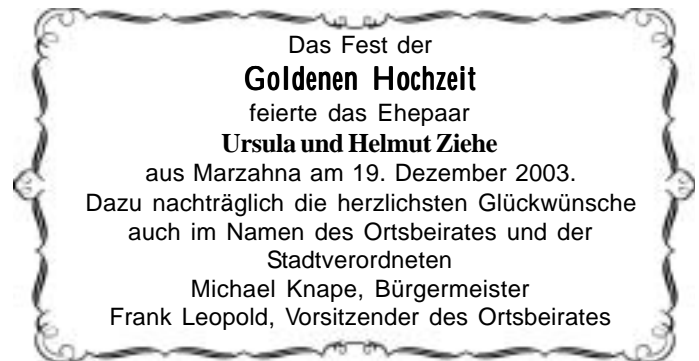 Das Fest der
Goldenen Hochzeit
feierte das Ehepaar
Ursula und Helmut Ziehe
aus Marzahna am 19. Dezember 2003.
Dazu nachträglich die herzlichsten Glückwünsche
auch im Namen des Ortsbeirates und der
Stadtverordneten
Michael Knape, Bürgermeister
Frank Leopold, Vorsitzender des Ortsbeirates